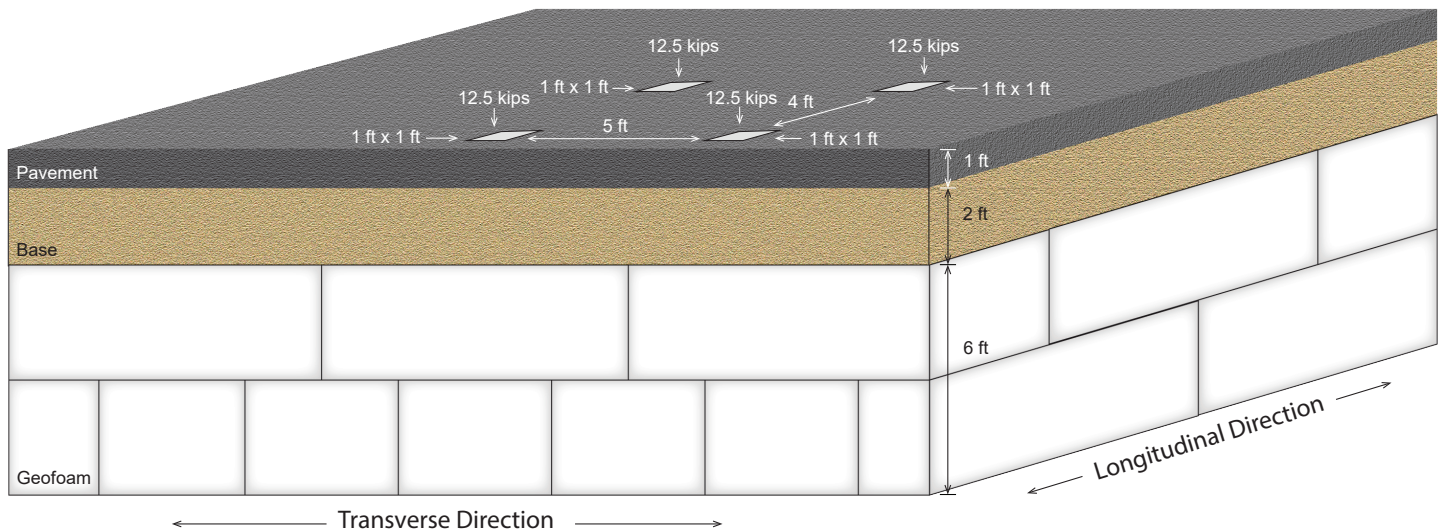 12.5 kips
12.5 kips
1 ft x 1 ft
1 ft x 1 ft
12.5 kips
12.5 kips
4 ft
1 ft x 1 ft
5 ft
1 ft x 1 ft
Pavement
1 ft
2 ft
Base
6 ft
Geofoam
Longitudinal Direction
Transverse Direction